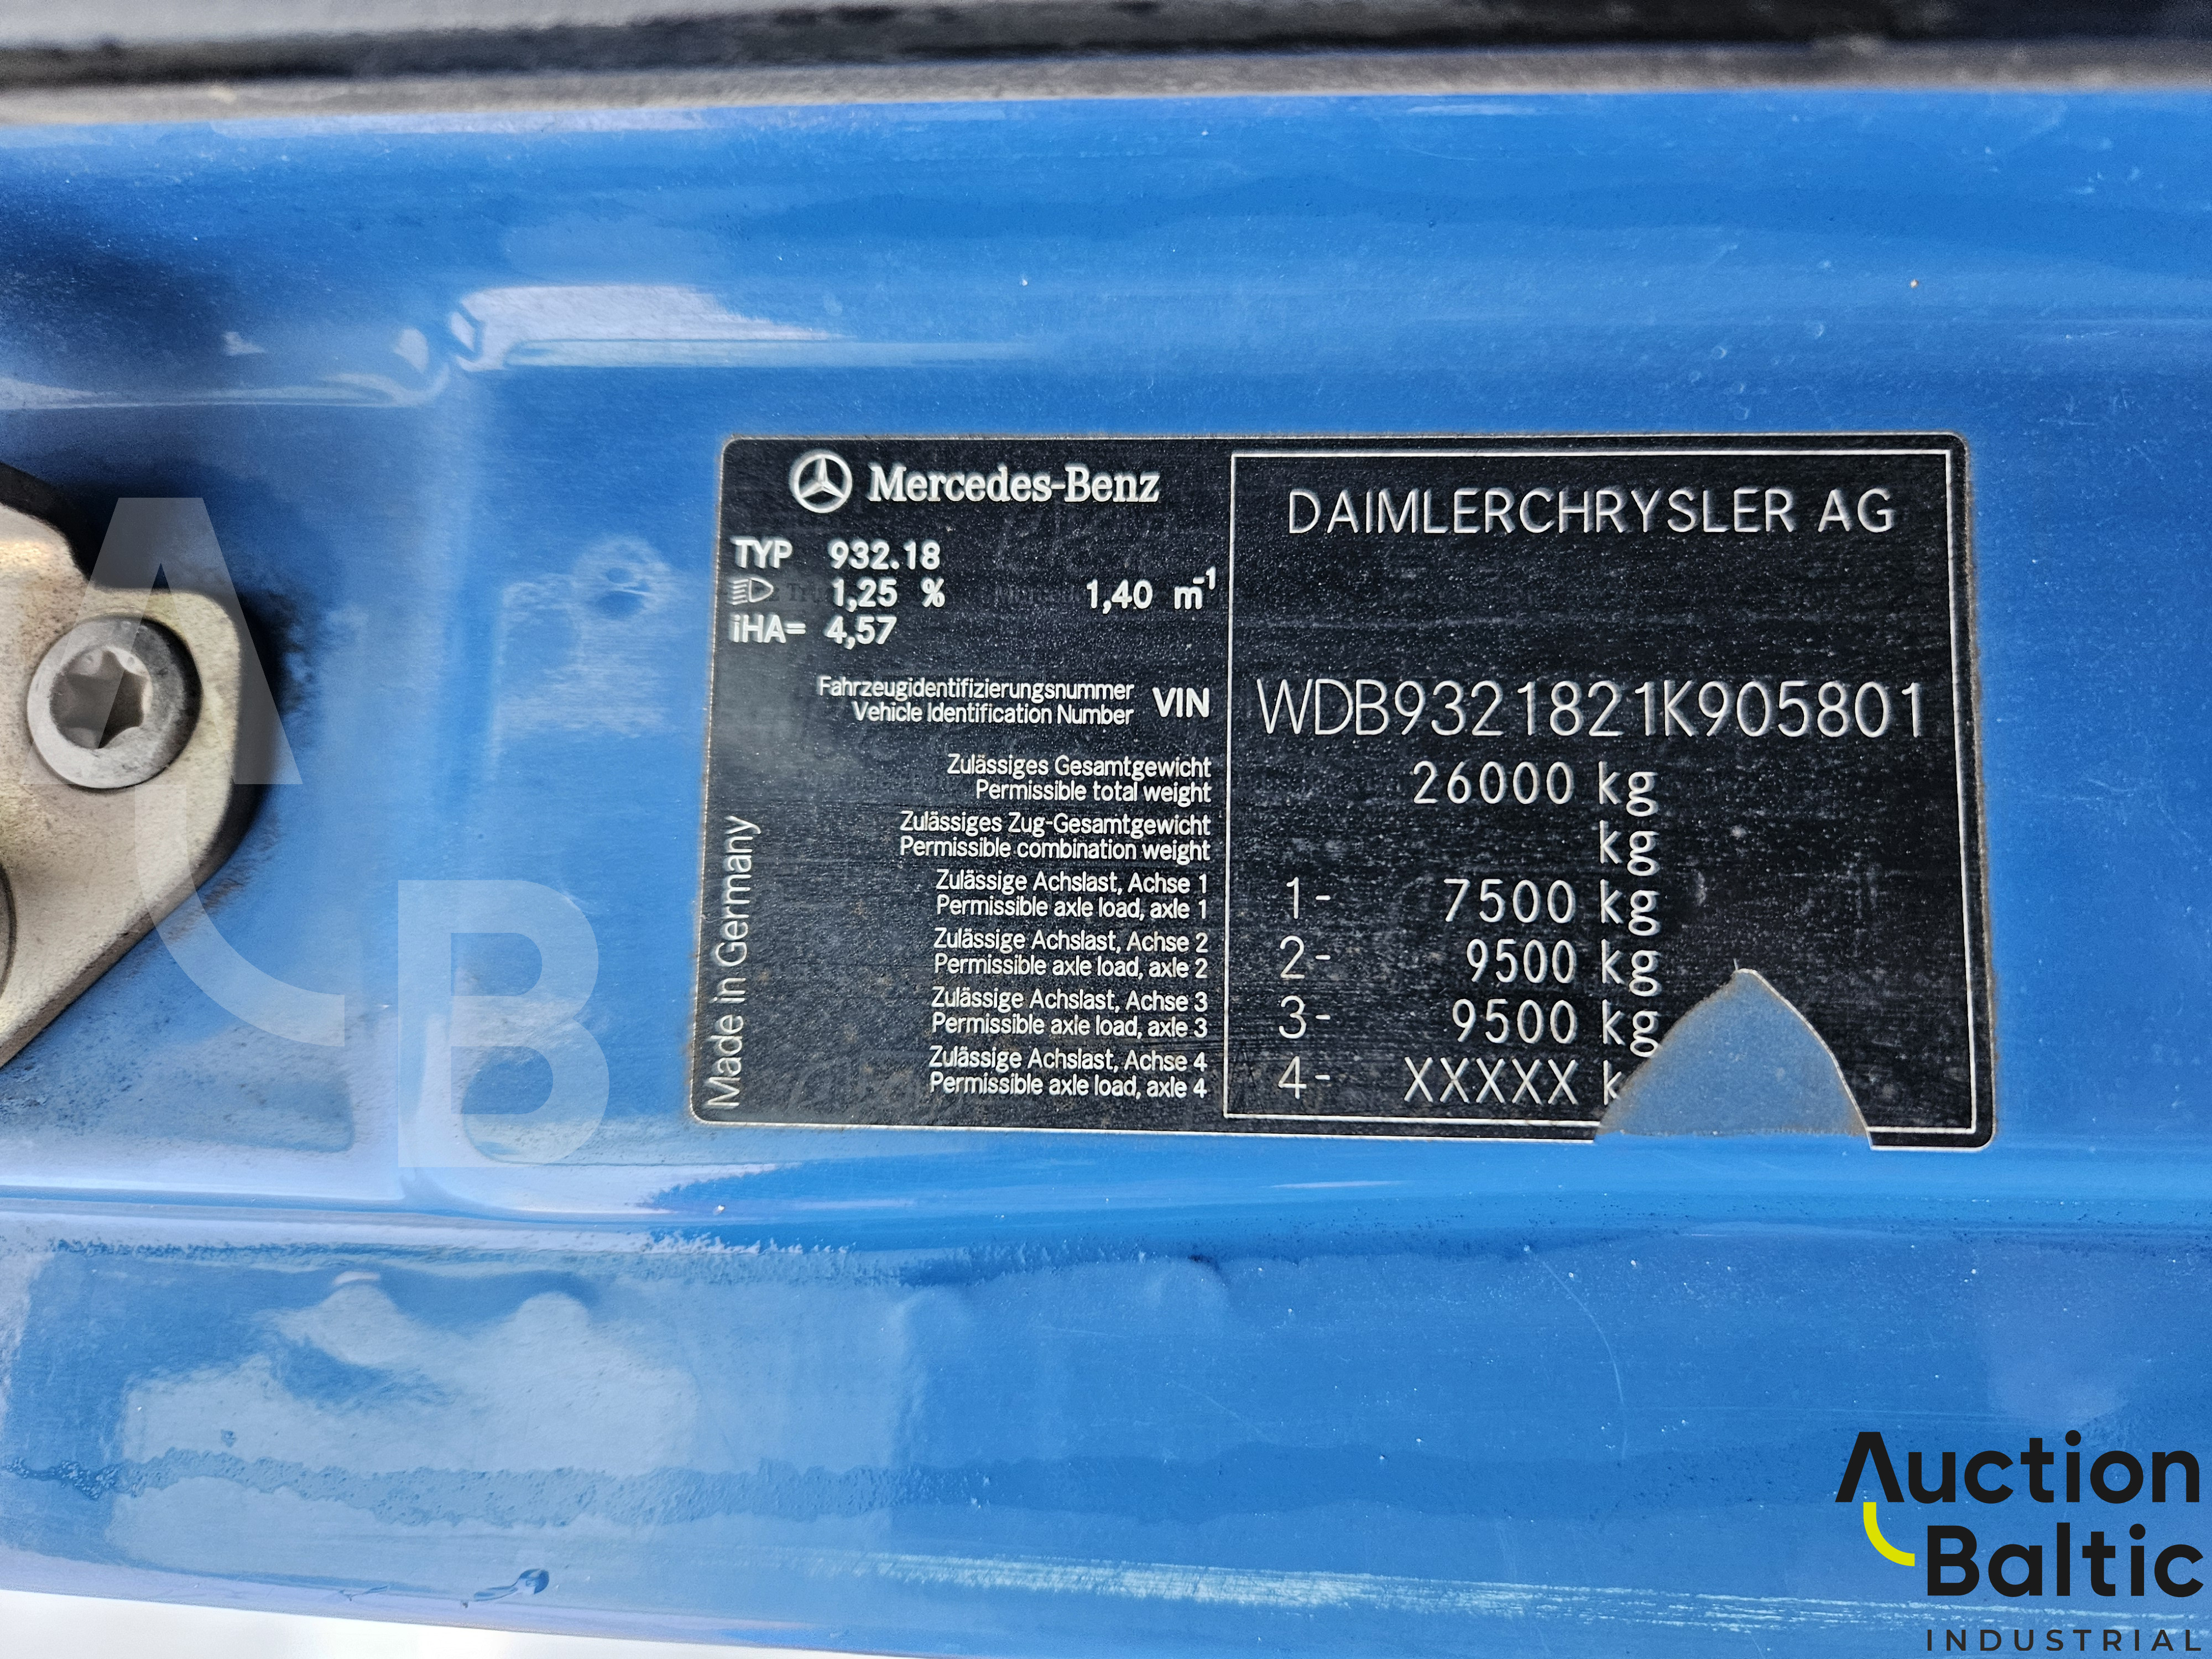 Mercedes-Benz
TYP 932.18
1,25 % 1,40 m-1
iHA= 4,57
DAIMLERCHRYSLER AG
Fahrzeugidentifizierungsnummer
Vehicle Identification Number
VIN WDB9321821K905801
Zulässiges Gesamtgewicht
Permissible total weight
26000 kg
Zulässiges Zug-Gesamtgewicht
Permissible combination weight
kg
Zulässige Achslast, Achse 1
Permissible axle load, axle 1
1- 7500 kg
Zulässige Achslast, Achse 2
Permissible axle load, axle 2
2- 9500 kg
Zulässige Achslast, Achse 3
Permissible axle load, axle 3
3- 9500 kg
Zulässige Achslast, Achse 4
Permissible axle load, axle 4
4- XXXXX k
Made in Germany
AB
Auction
Baltic
INDUSTRIAL